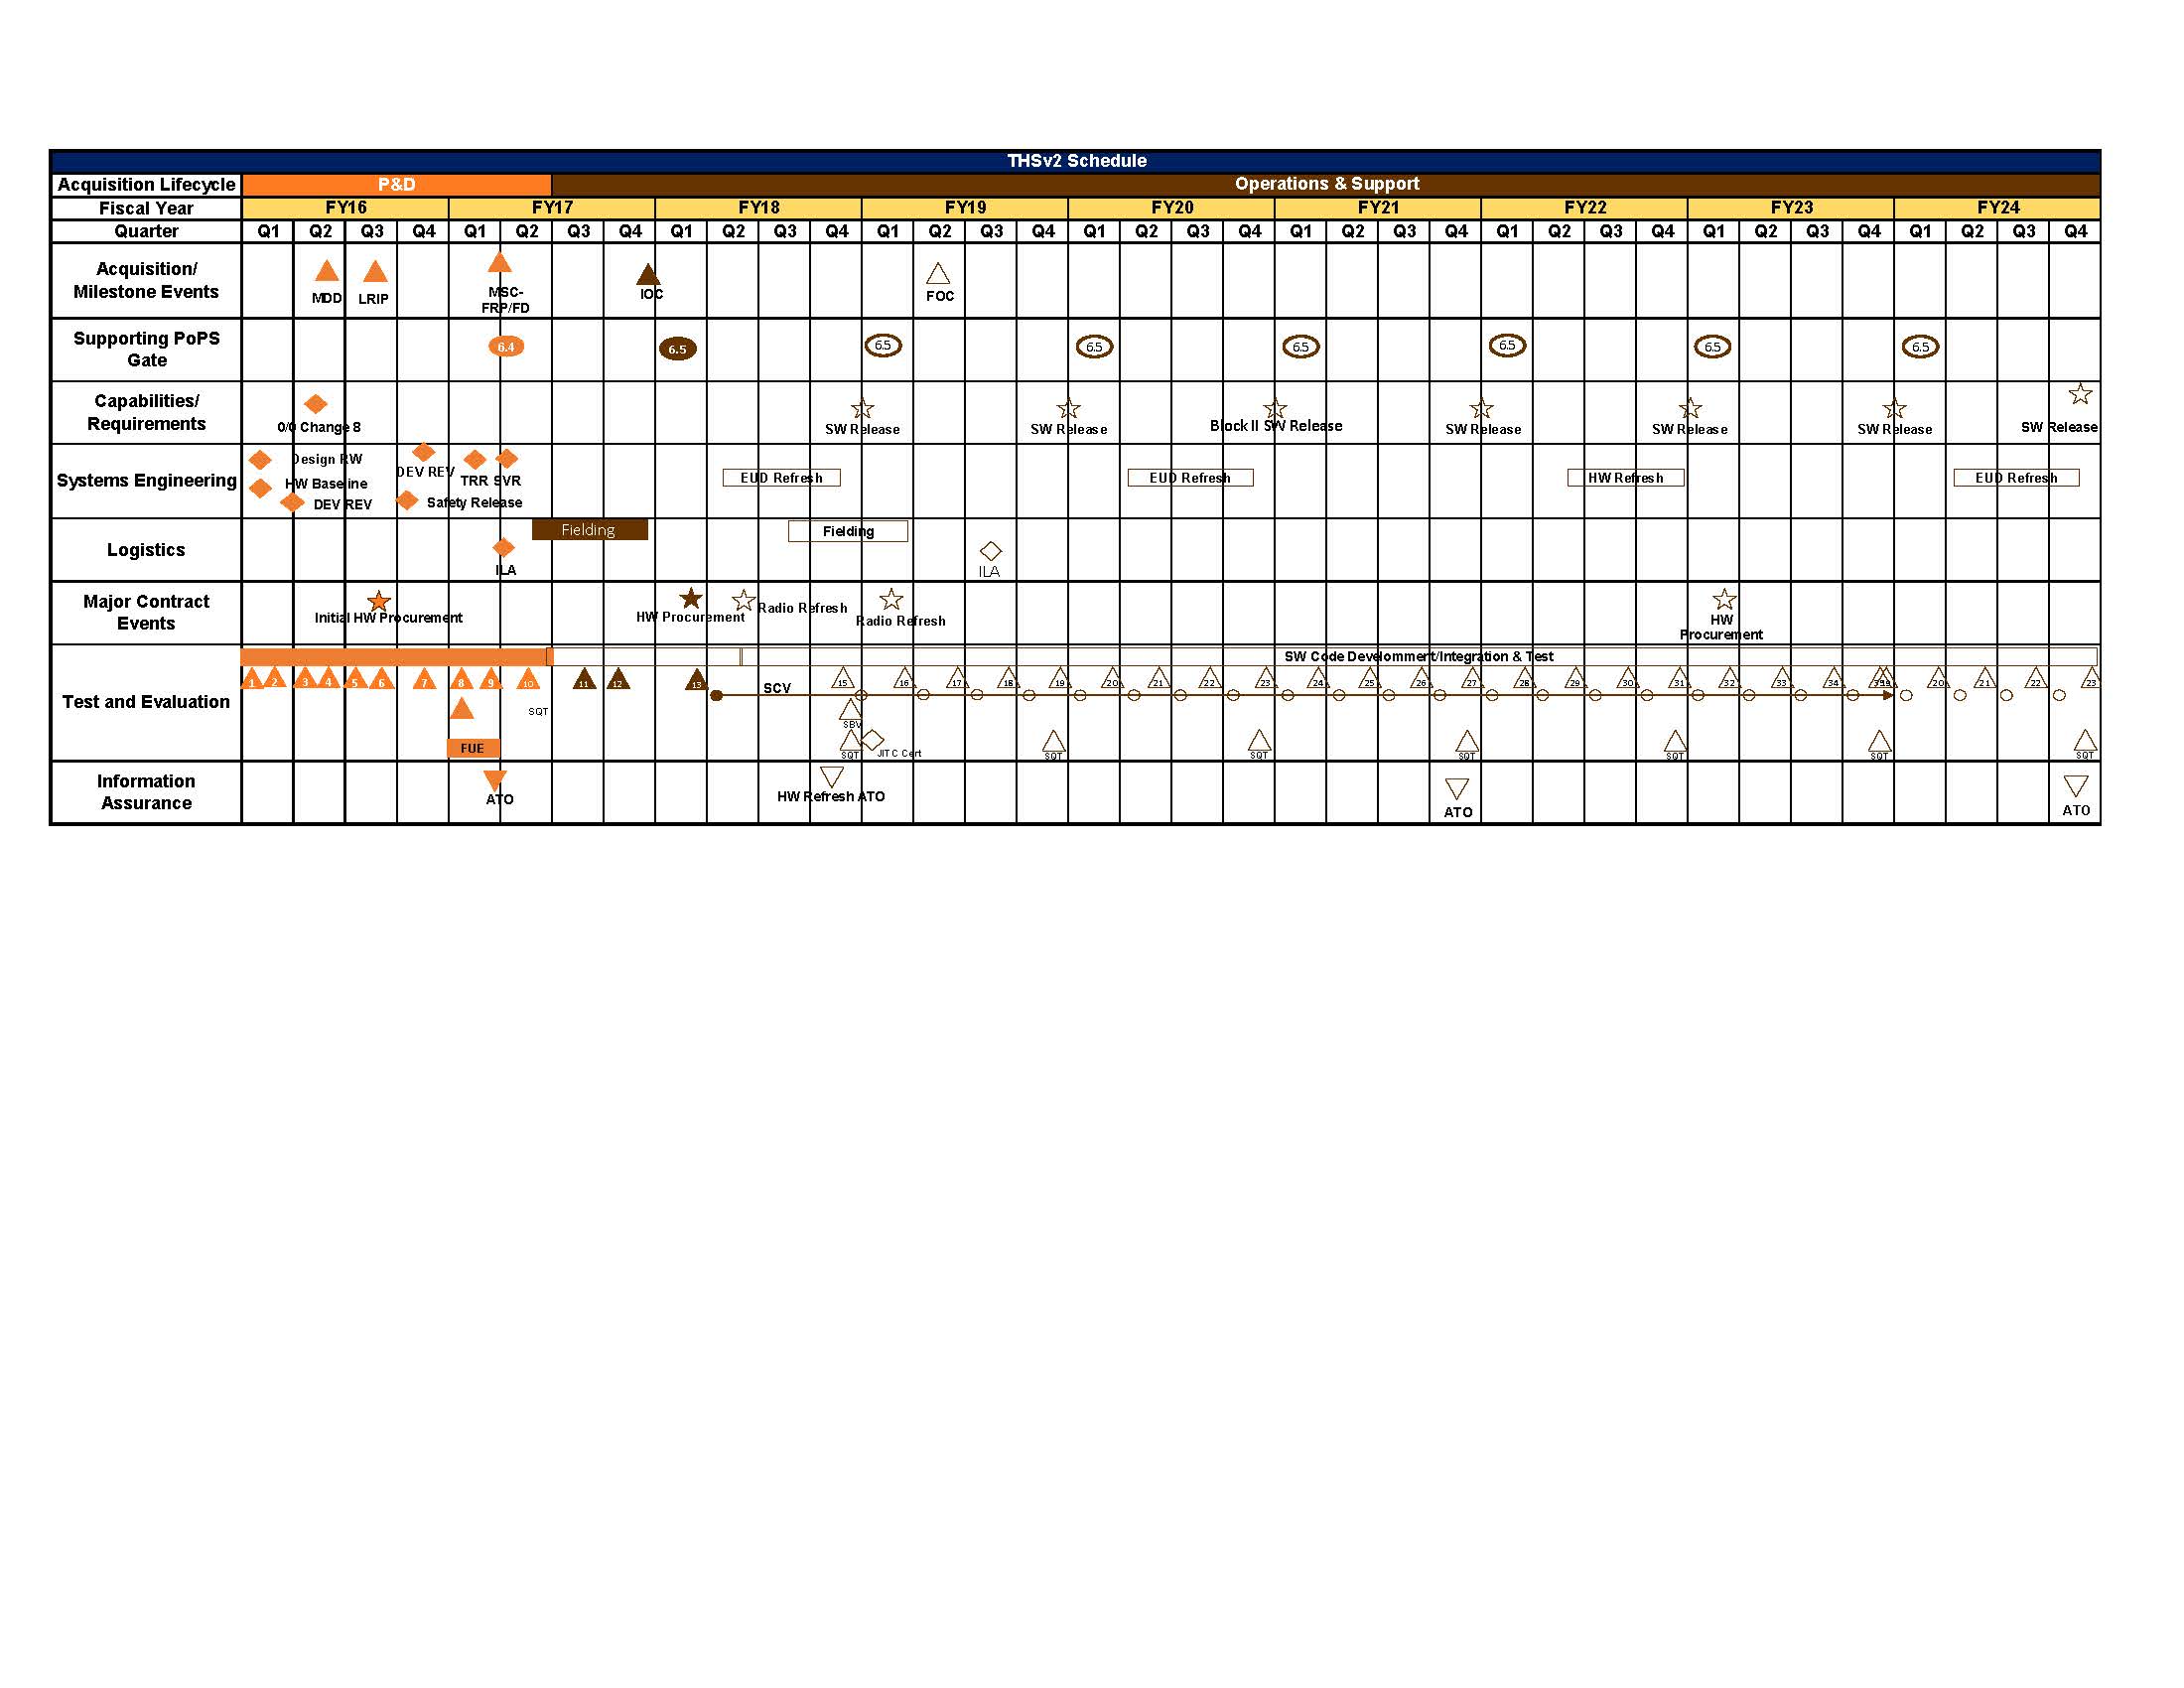 THSv2 Schedule
Acquisition Lifecycle P&D Operations & Support
Fiscal Year FY16 FY17 FY18 FY19 FY20 FY21 FY22 FY23 FY24
Quarter Q1 Q2 Q3 Q4 Q1 Q2 Q3 Q4 Q1 Q2 Q3 Q4 Q1 Q2 Q3 Q4 Q1 Q2 Q3 Q4 Q1 Q2 Q3 Q4 Q1 Q2 Q3 Q4 Q1 Q2 Q3 Q4 Q1 Q2 Q3 Q4
Acquisition/
Milestone Events
MDD LRIP MSC- IOC FOC
FRP/FD
Supporting PoPS
Gate
6.4 6.5 6.5 6.5 6.5 6.5 6.5 6.5
Capabilities/
Requirements
0/0 Change 8 SW Release SW Release Block II SW Release SW Release SW Release SW Release SW Release
Systems Engineering
Design RW
DEV REV
TRR SVR
HW Baseline
DEV REV Safety Release
EUD Refresh EUD Refresh HW Refresh EUD Refresh
Logistics
Fielding Fielding
ILA ILA
Major Contract
Events
Initial HW Procurement HW Procurement Radio Refresh Radio Refresh HW
Procurement
Test and Evaluation
SW Code Develommert/Integration & Test
1 2 3 4 5 6 7 8 9 10 11 12 13 15 16 17 18 19 20 21 22 23 24 25 26 27 28 29 30 31 32 33 34 20 21 22 23
SCV
SQT SBV
FUE SQT JITC Cert SQT SQT SQT SQT SQT SQT
Information
Assurance
ATO HW Refresh ATO ATO ATO